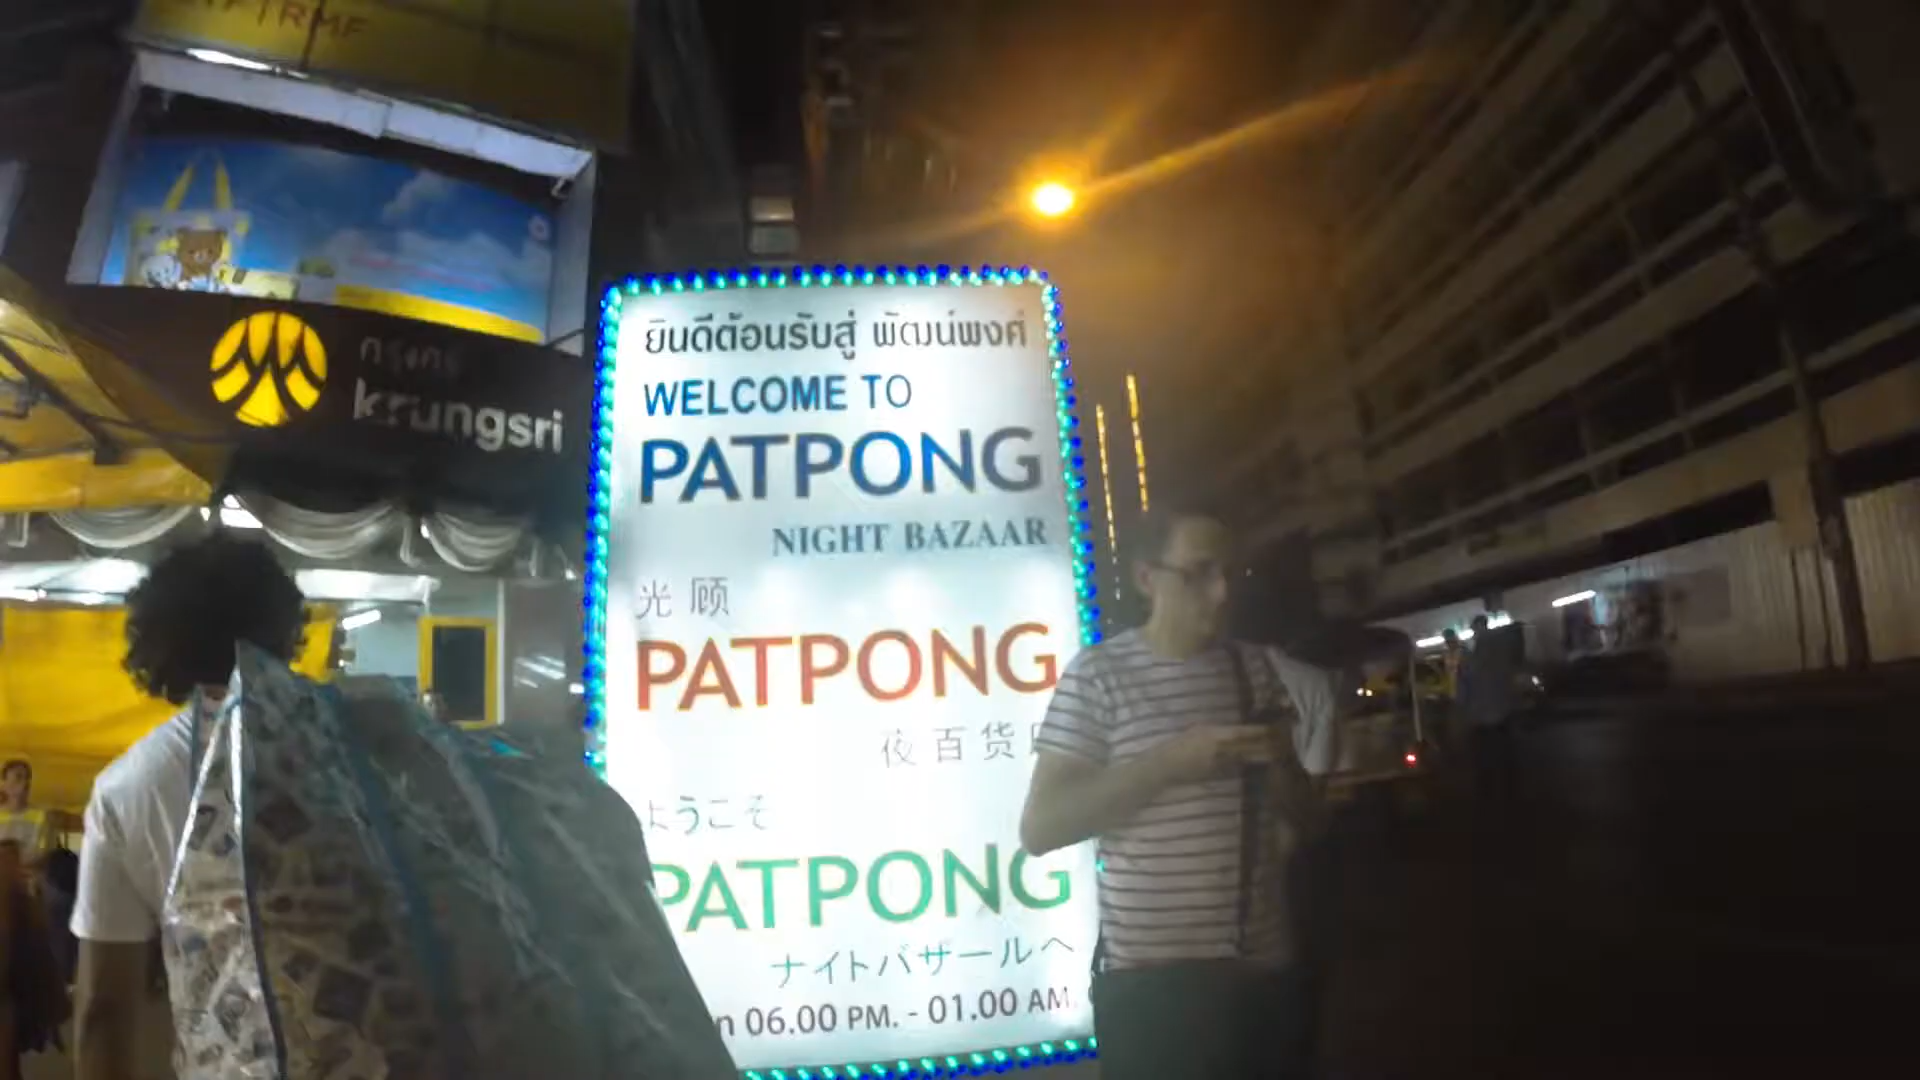 กรุงศรี
krungsri
ยินดีต้อนรับสู่ พัฒน์พงศ์
WELCOME TO
PATPONG
NIGHT BAZAAR
光顾
PATPONG
夜百货
ようこそ
PATPONG
ナイトバザールへ
06.00 PM. - 01.00 AM.